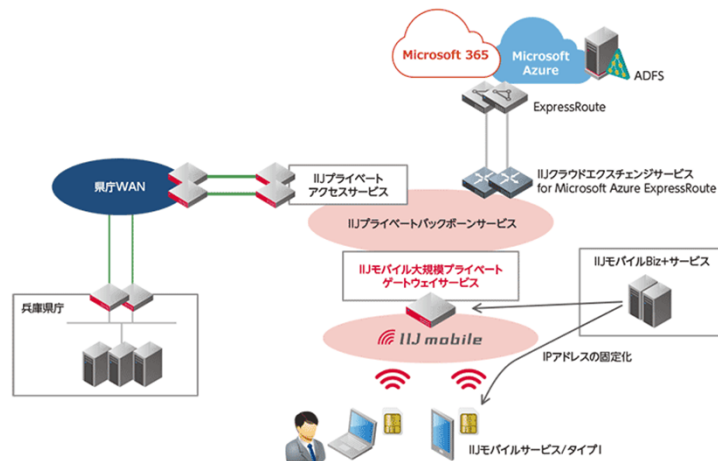 Microsoft 365
Microsoft
Azure
ADFS
ExpressRoute
県庁WAN
IIJプライベート
アクセスサービス
IIJクラウドエクスチェンジサービス
for Microsoft Azure ExpressRoute
IIJプライベートバックボーンサービス
IIJモバイル大規模プライベート
ゲートウェイサービス
IIJモバイルBiz+サービス
兵庫県庁
IIJ mobile
IPアドレスの固定化
IIJモバイルサービス/タイプI